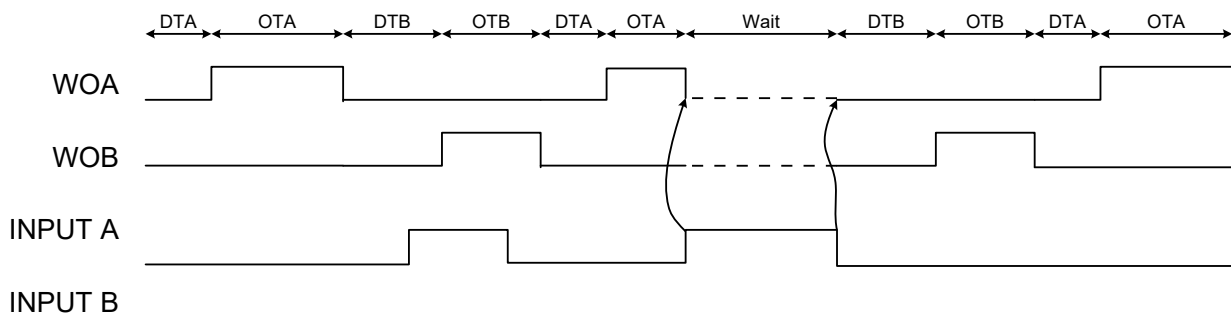 DTA OTA DTB OTB DTA OTA Wait DTB OTB DTA OTA
WOA
WOB
INPUT A
INPUT B